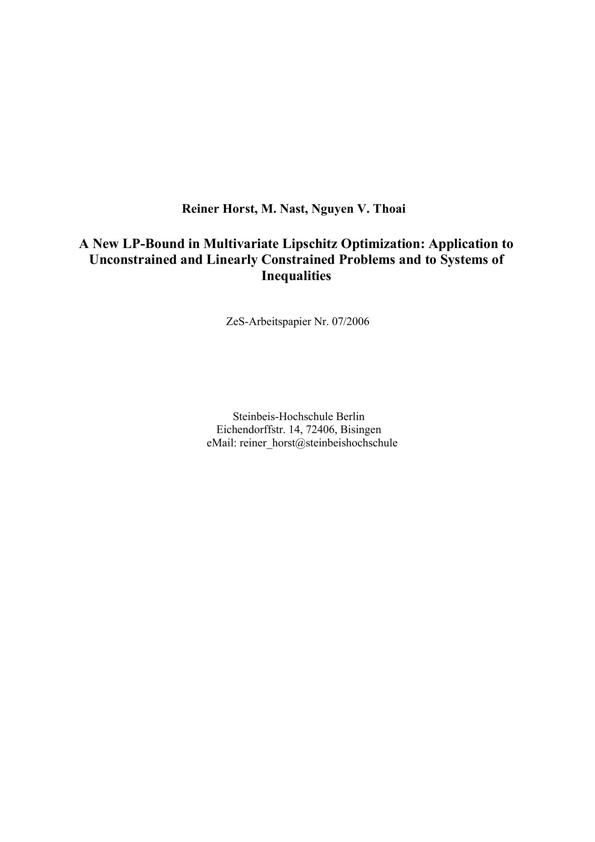 Reiner Horst, M. Nast, Nguyen V. Thoai
A New LP-Bound in Multivariate Lipschitz Optimization: Application to
Unconstrained and Linearly Constrained Problems and to Systems of
Inequalities
ZeS-Arbeitspapier Nr. 07/2006
Steinbeis-Hochschule Berlin
Eichendorffstr. 14, 72406, Bisingen
eMail: reiner_horst@steinbeishochschule